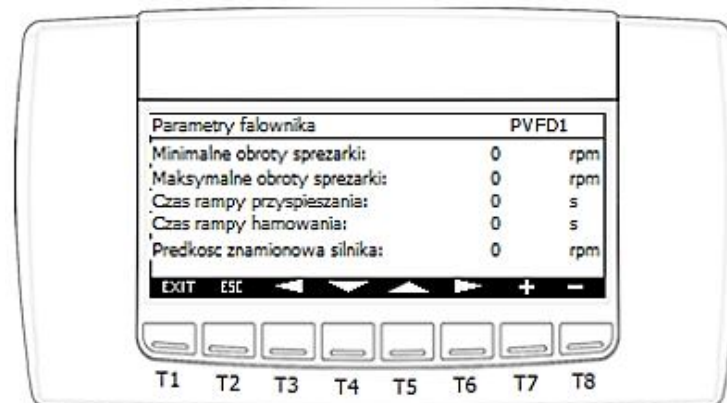 Parametry falownika PVFD1
Minimalne obroty sprezarki: 0 rpm
Maksymalne obroty sprezarki: 0 rpm
Czas rampy przyspieszania: 0 s
Czas rampy hamowania: 0 s
Predkosc znamionowa silnika: 0 rpm
EXIT ESC + -
T1 T2 T3 T4 T5 T6 T7 T8